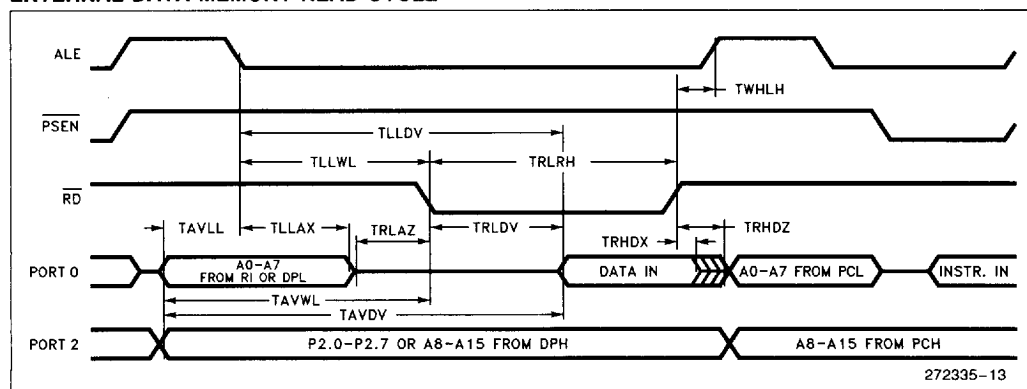 EXTERNAL DATA MEMORY READ CYCLE
ALE
TWHLH
PSEN
TLLDV
TLLWL
TRLRH
RD
TAVLL
TLLAX
TRLAZ
TRLDV
TRHDX
TRHDZ
PORT 0
A0-A7
FROM RI OR DPL
DATA IN
A0-A7 FROM PCL
INSTR. IN
TAVWL
TAVDV
PORT 2
P2.0-P2.7 OR A8-A15 FROM DPH
A8-A15 FROM PCH
272335-13